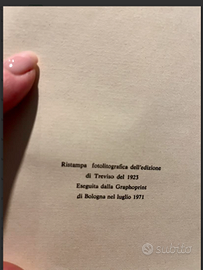 Ristampa fotolitografica dell'edizione
di Treviso del 1923
Eseguita dalla Graphoprint
di Bologna nel luglio 1971
Subito